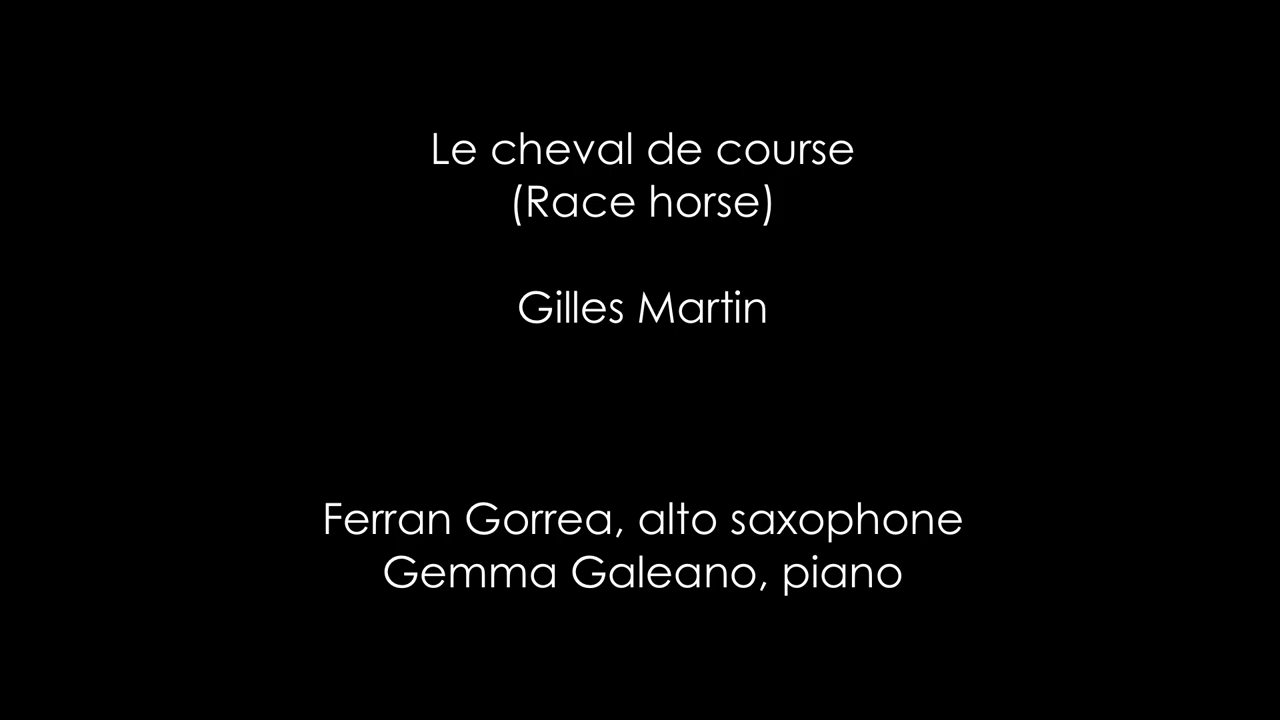 Le cheval de course
(Race horse)
Gilles Martin
Ferran Gorrea, alto saxophone
Gemma Galeano, piano